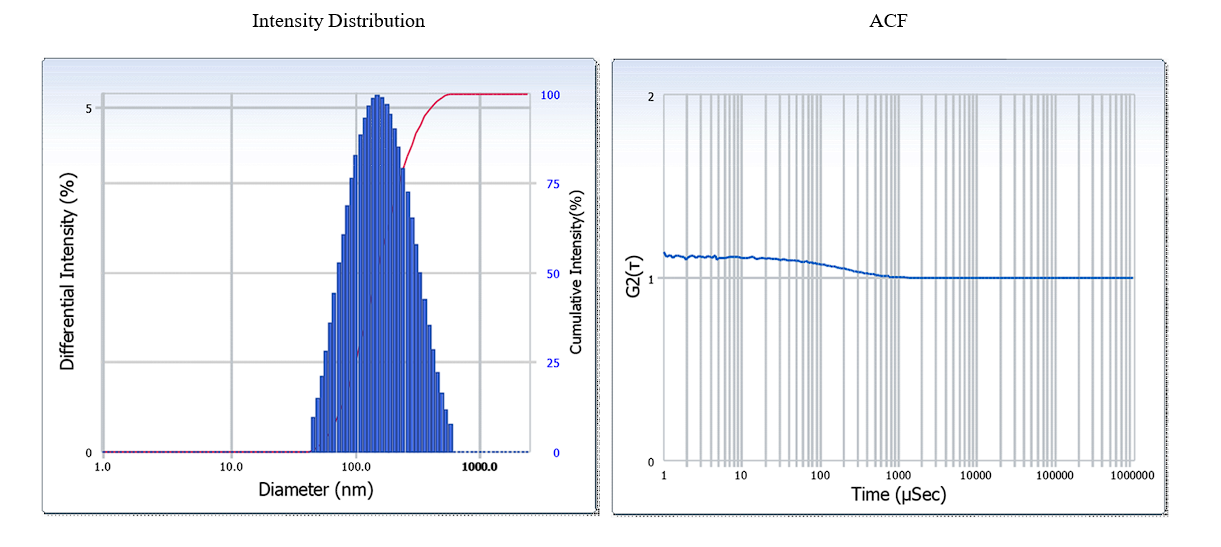 Intensity Distribution
ACF
Differential Intensity (%)
5
0
100
75
50
25
0
Cumulative Intensity(%)
1.0 10.0 100.0 1000.0
Diameter (nm)
G2(τ)
2
1
0
1 10 100 1000 10000 100000 1000000
Time (μSec)